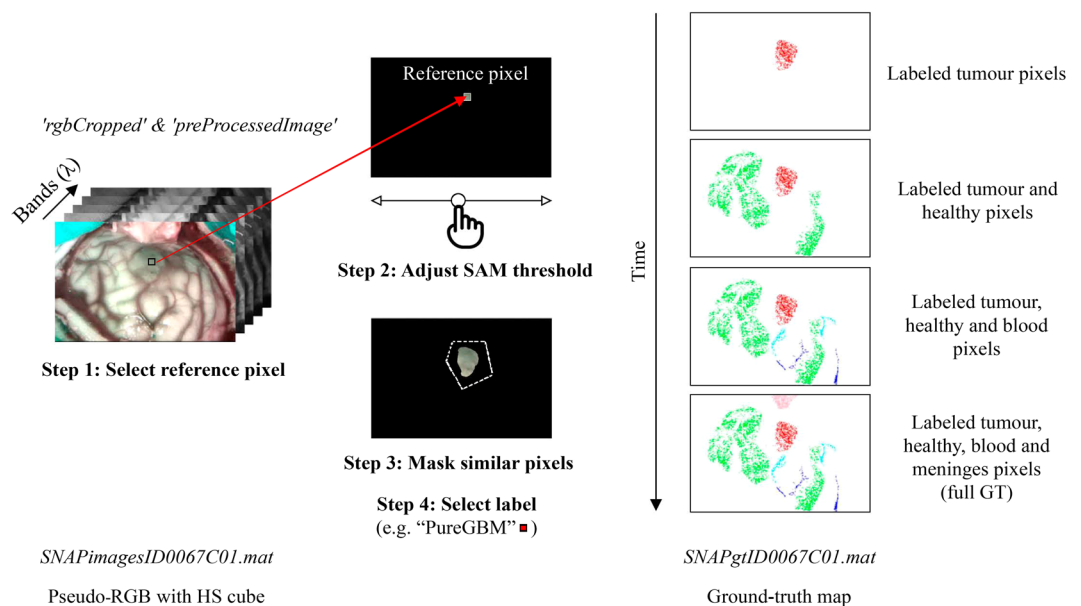 'rgbCropped' & 'preProcessedImage'
Bands (λ)
Step 1: Select reference pixel
SNAPimagesID0067C01.mat
Pseudo-RGB with HS cube
Reference pixel
Step 2: Adjust SAM threshold
Step 3: Mask similar pixels
Step 4: Select label
(e.g. “PureGBM” )
Time
Labeled tumour pixels
Labeled tumour and
healthy pixels
Labeled tumour,
healthy and blood
pixels
Labeled tumour,
healthy, blood and
meninges pixels
(full GT)
SNAPgtID0067C01.mat
Ground-truth map